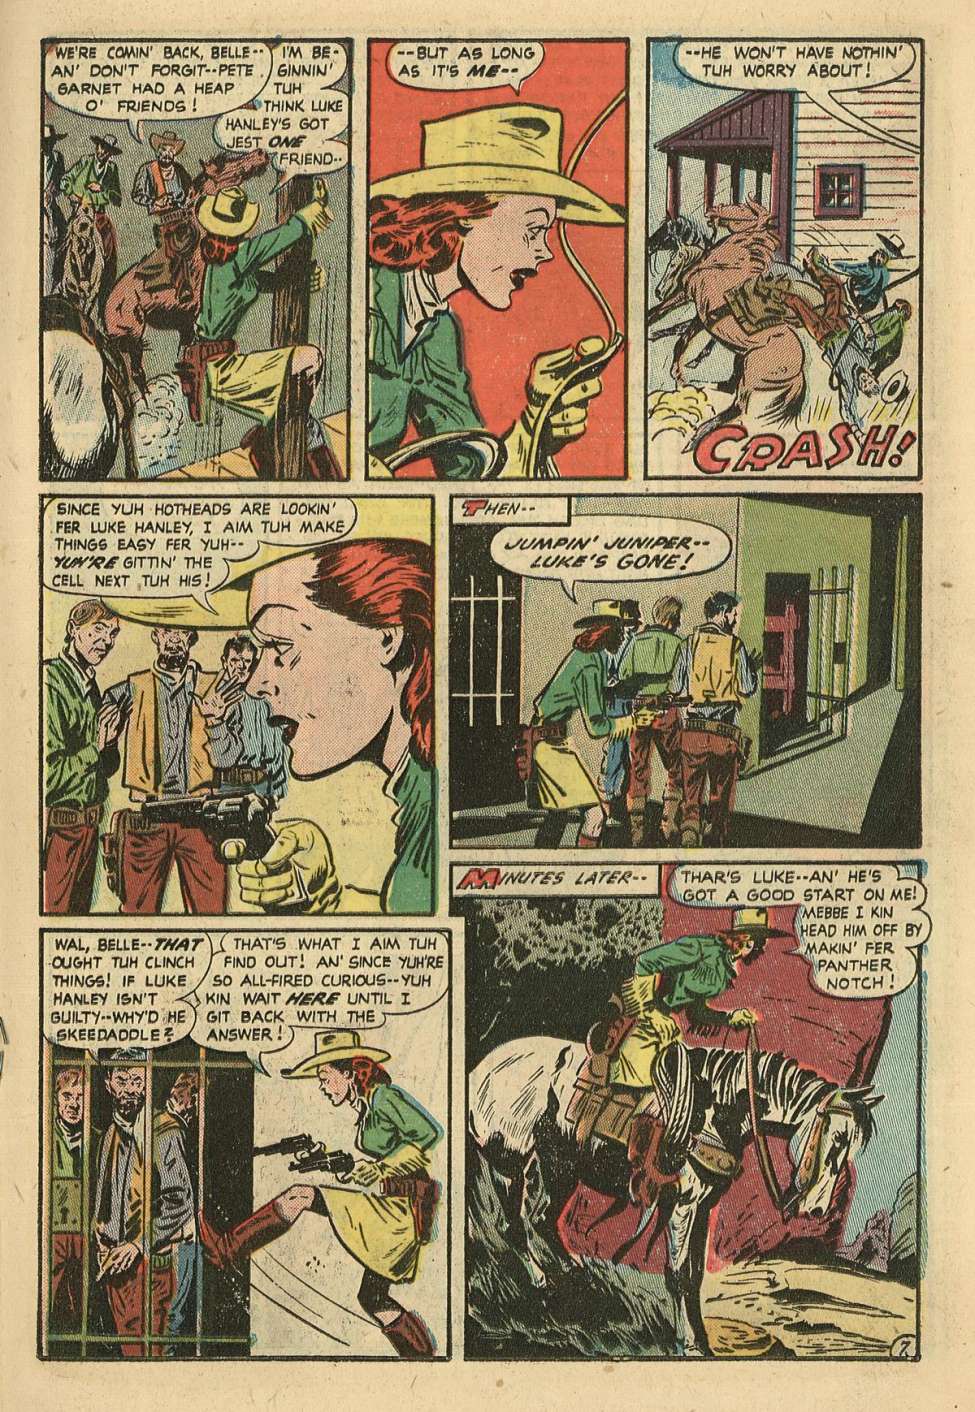 WE'RE COMIN' BACK, BELLE--
AN' DON'T FORGIT--PETE
GARNET HAD A HEAP
O' FRIENDS!
I'M BE-
GINNIN'
TUH
THINK LUKE
HANLEY'S GOT
JEST ONE
FRIEND--
--BUT AS LONG
AS IT'S ME--
--HE WON'T HAVE NOTHIN'
TUH WORRY ABOUT!
CRASH!
SINCE YUH HOTHEADS ARE LOOKIN'
FER LUKE HANLEY, I AIM TUH MAKE
THINGS EASY FER YUH--
YUH'RE GITTIN' THE
CELL NEXT TUH HIS!
THEN--
JUMPIN' JUNIPER--
LUKE'S GONE!
WAL, BELLE--THAT
OUGHT TUH CLINCH
THINGS! IF LUKE
HANLEY ISN'T
GUILTY--WHY'D HE
SKEEDADDLE?
THAT'S WHAT I AIM TUH
FIND OUT! AN' SINCE YUH'RE
SO ALL-FIRED CURIOUS--YUH
KIN WAIT HERE UNTIL I
GIT BACK WITH THE
ANSWER!
MINUTES LATER--
THAR'S LUKE--AN' HE'S
GOT A GOOD START ON ME!
MEBBE I KIN
HEAD HIM OFF BY
MAKIN' FER
PANTHER
NOTCH!
7